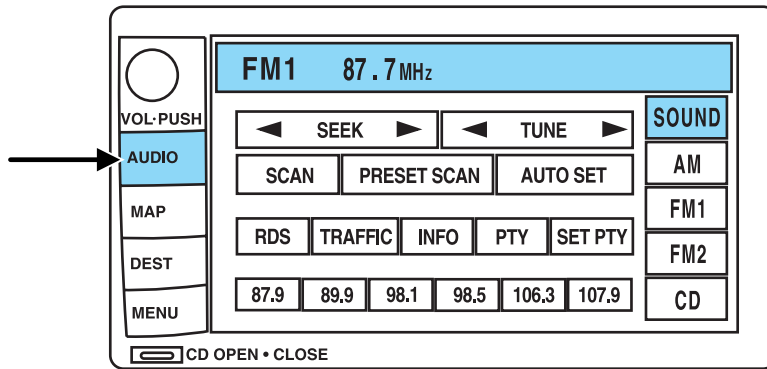 FM1 87.7 MHz
VOL·PUSH
AUDIO
MAP
DEST
MENU
SEEK TUNE
SCAN PRESET SCAN AUTO SET
RDS TRAFFIC INFO PTY SET PTY
87.9 89.9 98.1 98.5 106.3 107.9
SOUND
AM
FM1
FM2
CD
CD OPEN • CLOSE